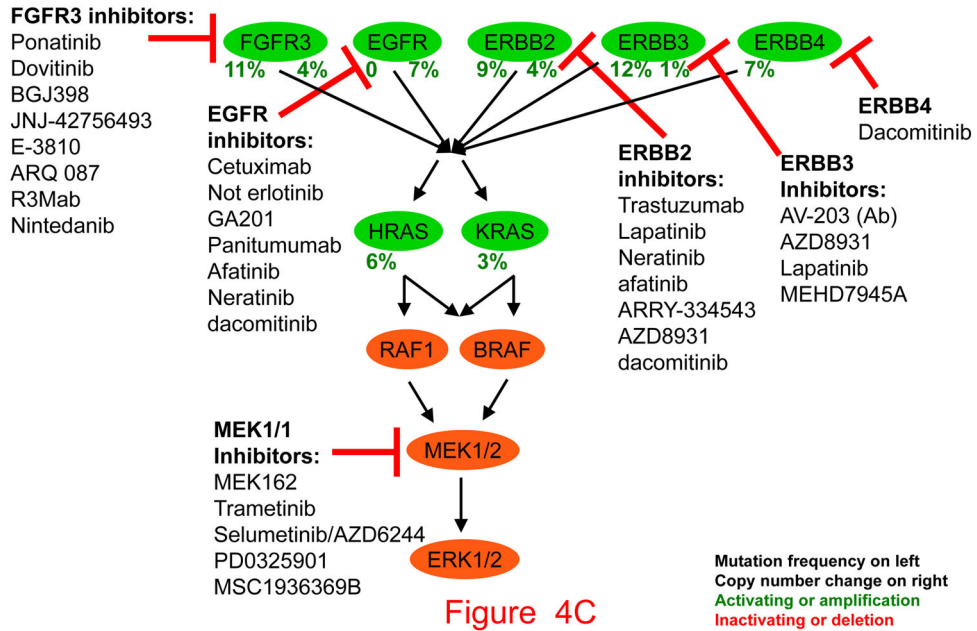 FGFR3 inhibitors:
Ponatinib
Dovitinib
BGJ398
JNJ-42756493
E-3810
ARQ 087
R3Mab
Nintedanib
FGFR3
EGFR
ERBB2
ERBB3
ERBB4
11% 4%
0 7%
9% 4%
12% 1%
7%
EGFR
inhibitors:
Cetuximab
Not erlotinib
GA201
Panitumumab
Afatinib
Neratinib
dacomitinib
ERBB2
inhibitors:
Trastuzumab
Lapatinib
Neratinib
afatinib
ARRY-334543
AZD8931
dacomitinib
ERBB3
Inhibitors:
AV-203 (Ab)
AZD8931
Lapatinib
MEHD7945A
ERBB4
Dacomitinib
HRAS
KRAS
6%
3%
RAF1
BRAF
MEK1/1
Inhibitors:
MEK162
Trametinib
Selumetinib/AZD6244
PD0325901
MSC1936369B
MEK1/2
ERK1/2
Mutation frequency on left
Copy number change on right
Activating or amplification
Inactivating or deletion
Figure 4C